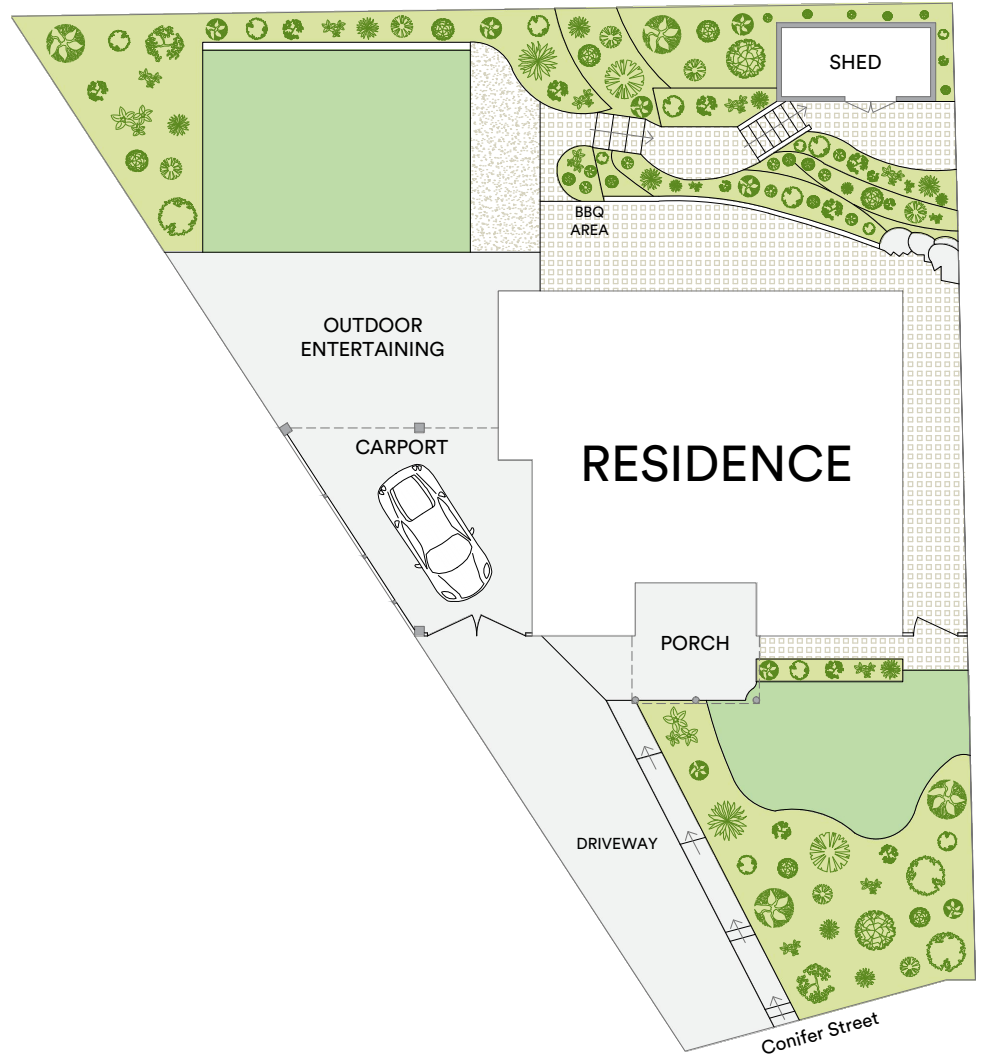 SHED
BBQ
AREA
OUTDOOR
ENTERTAINING
CARPORT
RESIDENCE
PORCH
DRIVEWAY
Conifer Street